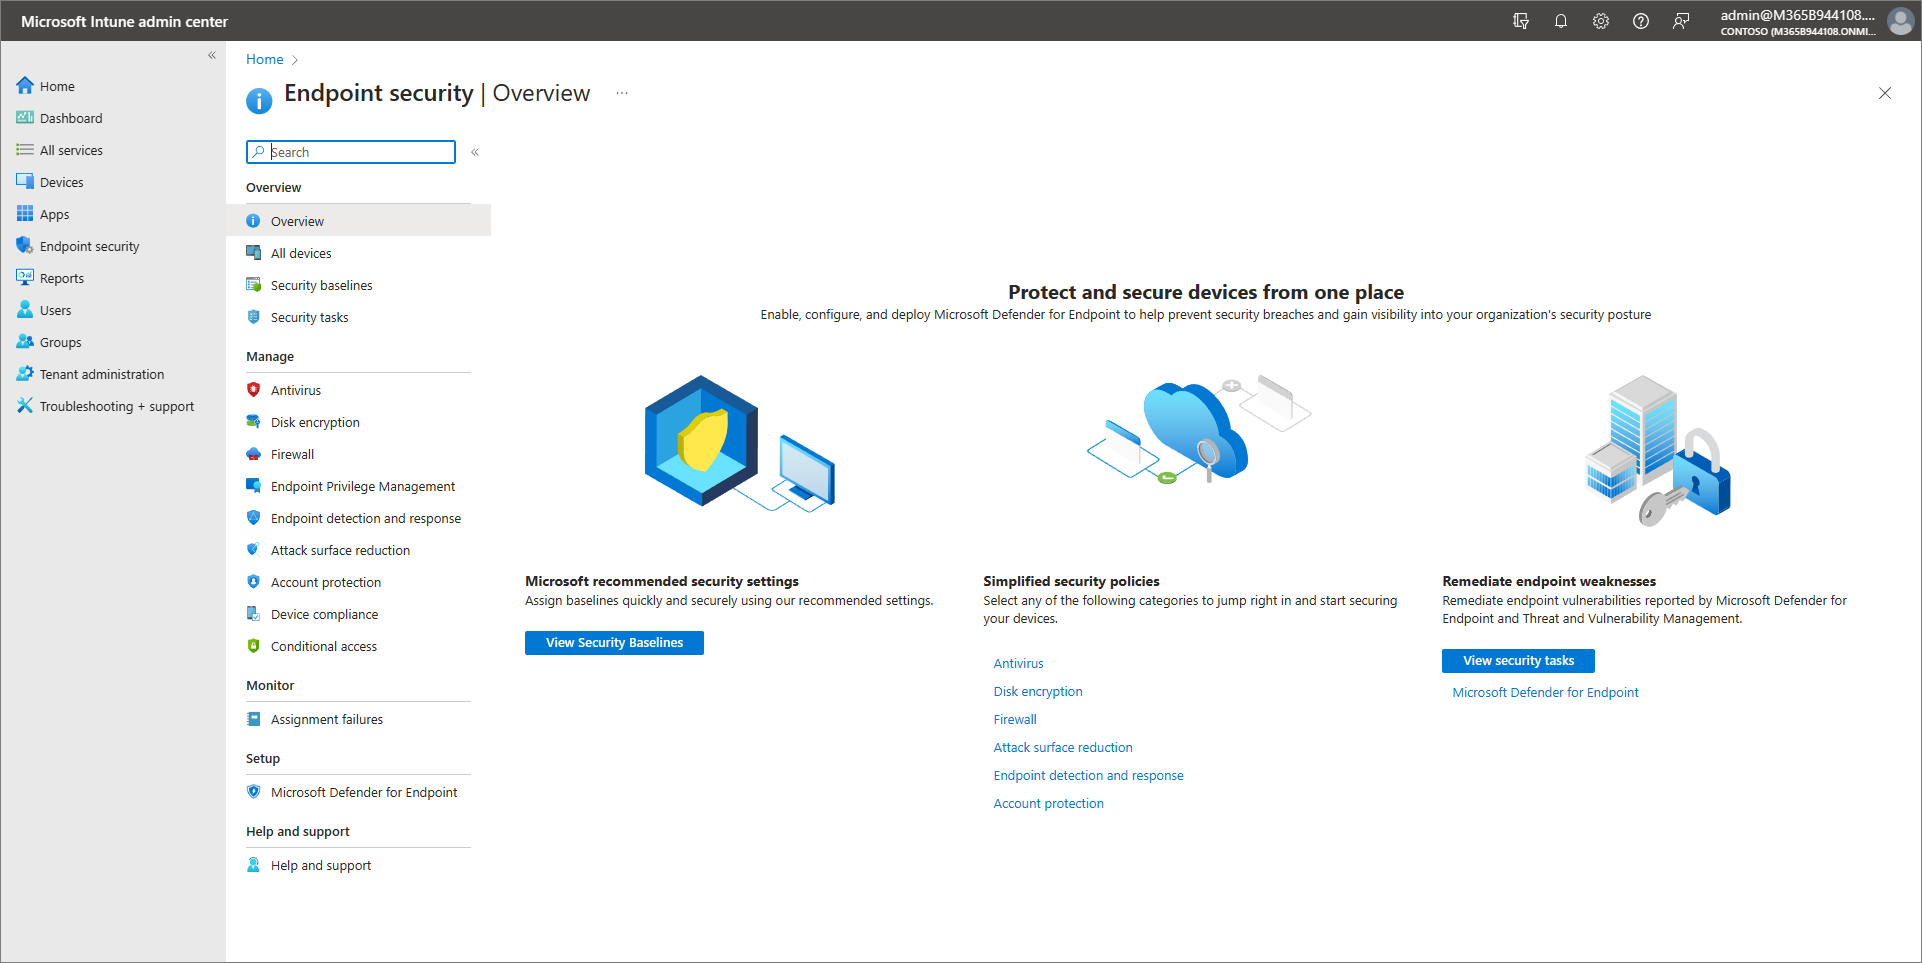 Microsoft Intune admin center
admin@M365B944108....
CONTOSO (M365B944108.ONMI...
Home
Dashboard
All services
Devices
Apps
Endpoint security
Reports
Users
Groups
Tenant administration
Troubleshooting + support
Home
Endpoint security | Overview
Search
Overview
Overview
All devices
Security baselines
Security tasks
Manage
Antivirus
Disk encryption
Firewall
Endpoint Privilege Management
Endpoint detection and response
Attack surface reduction
Account protection
Device compliance
Conditional access
Monitor
Assignment failures
Setup
Microsoft Defender for Endpoint
Help and support
Help and support
Protect and secure devices from one place
Enable, configure, and deploy Microsoft Defender for Endpoint to help prevent security breaches and gain visibility into your organization's security posture
Microsoft recommended security settings
Assign baselines quickly and securely using our recommended settings.
View Security Baselines
Simplified security policies
Select any of the following categories to jump right in and start securing
your devices.
Antivirus
Disk encryption
Firewall
Attack surface reduction
Endpoint detection and response
Account protection
Remediate endpoint weaknesses
Remediate endpoint vulnerabilities reported by Microsoft Defender for
Endpoint and Threat and Vulnerability Management.
View security tasks
Microsoft Defender for Endpoint